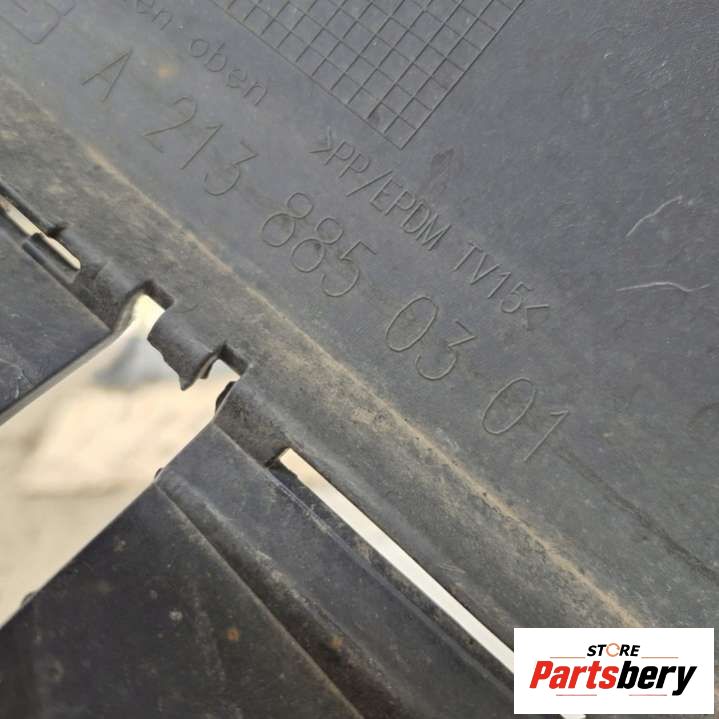 oben
A 213 885 03 01
>PP/EPDM TV15<
STORE
Partsbery